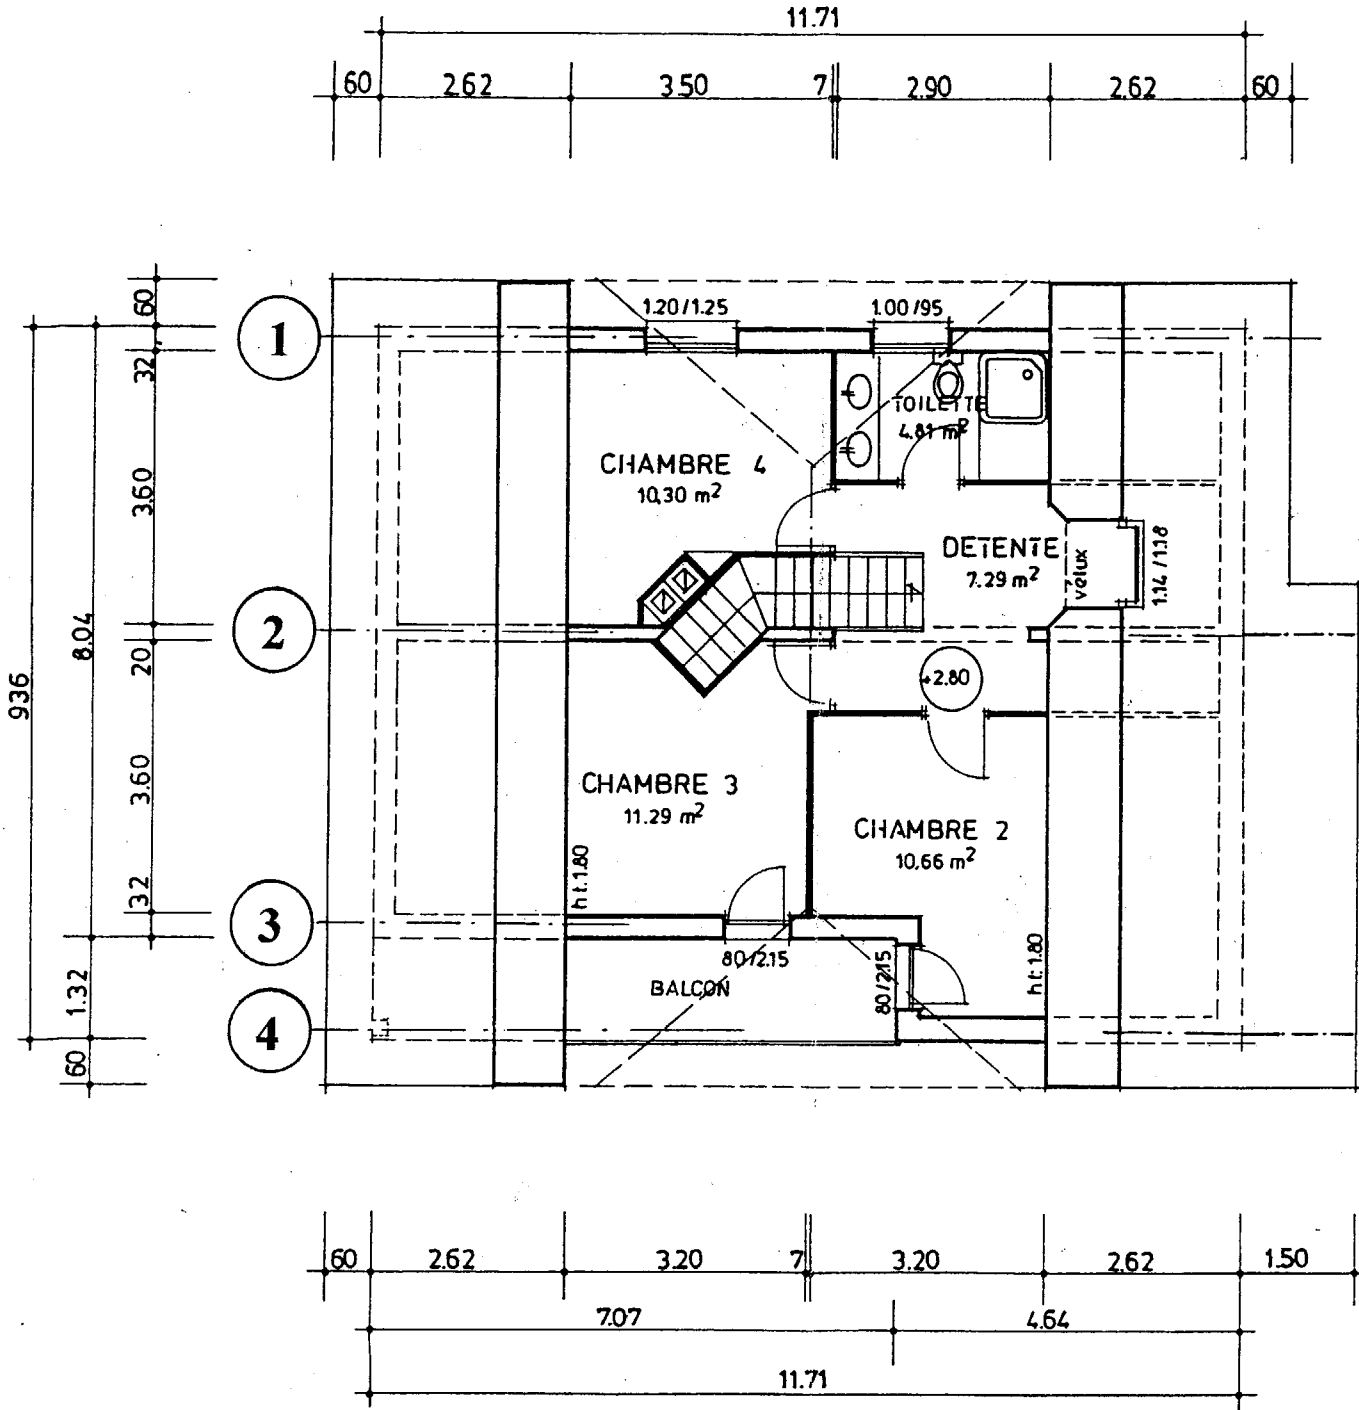 11.71
60 2.62 3.50 7 2.90 2.62 60
60
1.20/1.25
1.00/95
1
32
TOILETTE
4.81 m²
CHAMBRE 4
10,30 m²
3.60
DETENTE
7.29 m²
velux
1.14/1.18
8.04
2
20
936
+2.80
3.60
CHAMBRE 3
11.29 m²
CHAMBRE 2
10.66 m²
ht:1.80
32
3
80/2.15
80/215
ht:1.80
BALCON
1.32
4
60
60 2.62 3.20 7 3.20 2.62 1.50
7.07 4.64
11.71